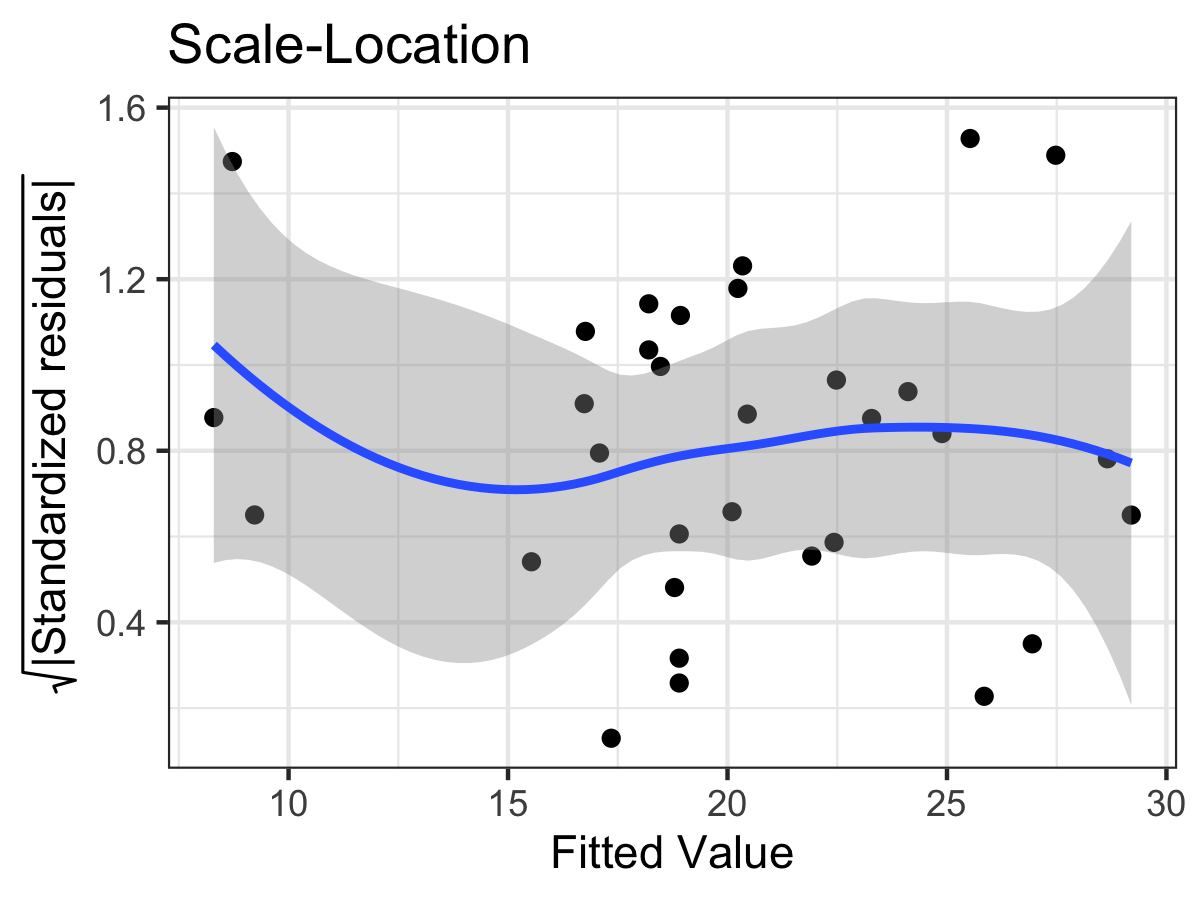 Scale-Location
√|Standardized residuals|
1.6
1.2
0.8
0.4
10 15 20 25 30
Fitted Value